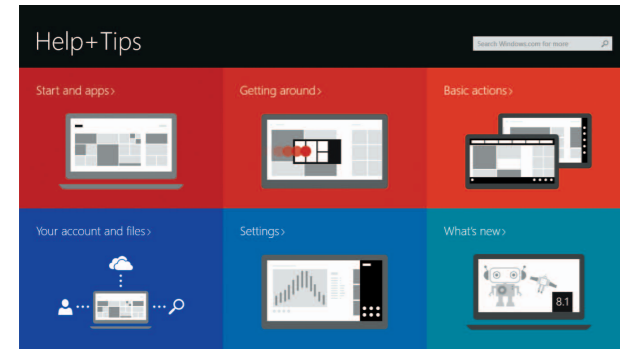 Help+Tips
Search Windows.com for more
Start and apps>
Getting around>
Basic actions>
Your account and files>
Settings>
What's new>
8.1